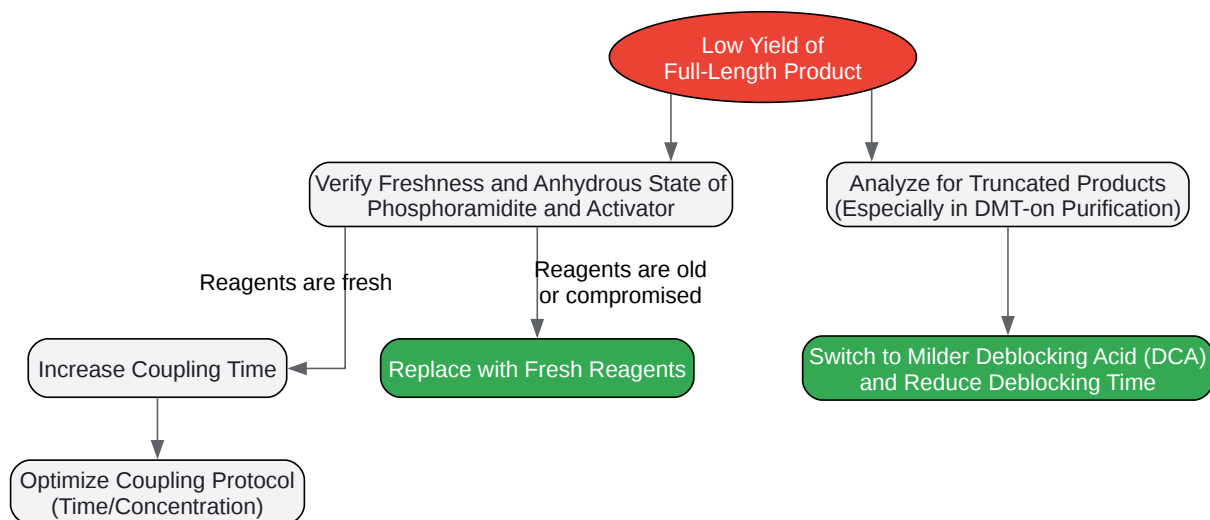 Low Yield of
Full-Length Product
Verify Freshness and Anhydrous State of
Phosphoramidite and Activator
Analyze for Truncated Products
(Especially in DMT-on Purification)
Reagents are fresh
Reagents are old
or compromised
Increase Coupling Time
Replace with Fresh Reagents
Switch to Milder Deblocking Acid (DCA)
and Reduce Deblocking Time
Optimize Coupling Protocol
(Time/Concentration)